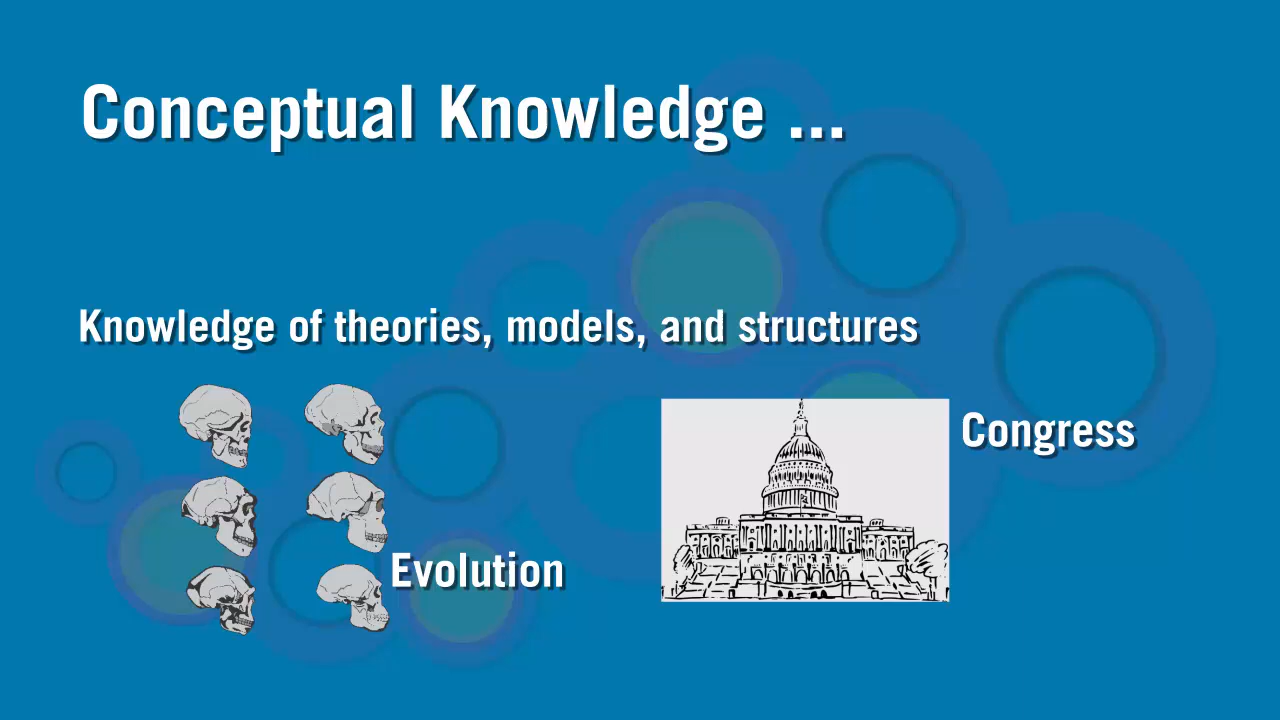 Conceptual Knowledge ...
Knowledge of theories, models, and structures
Congress
Evolution